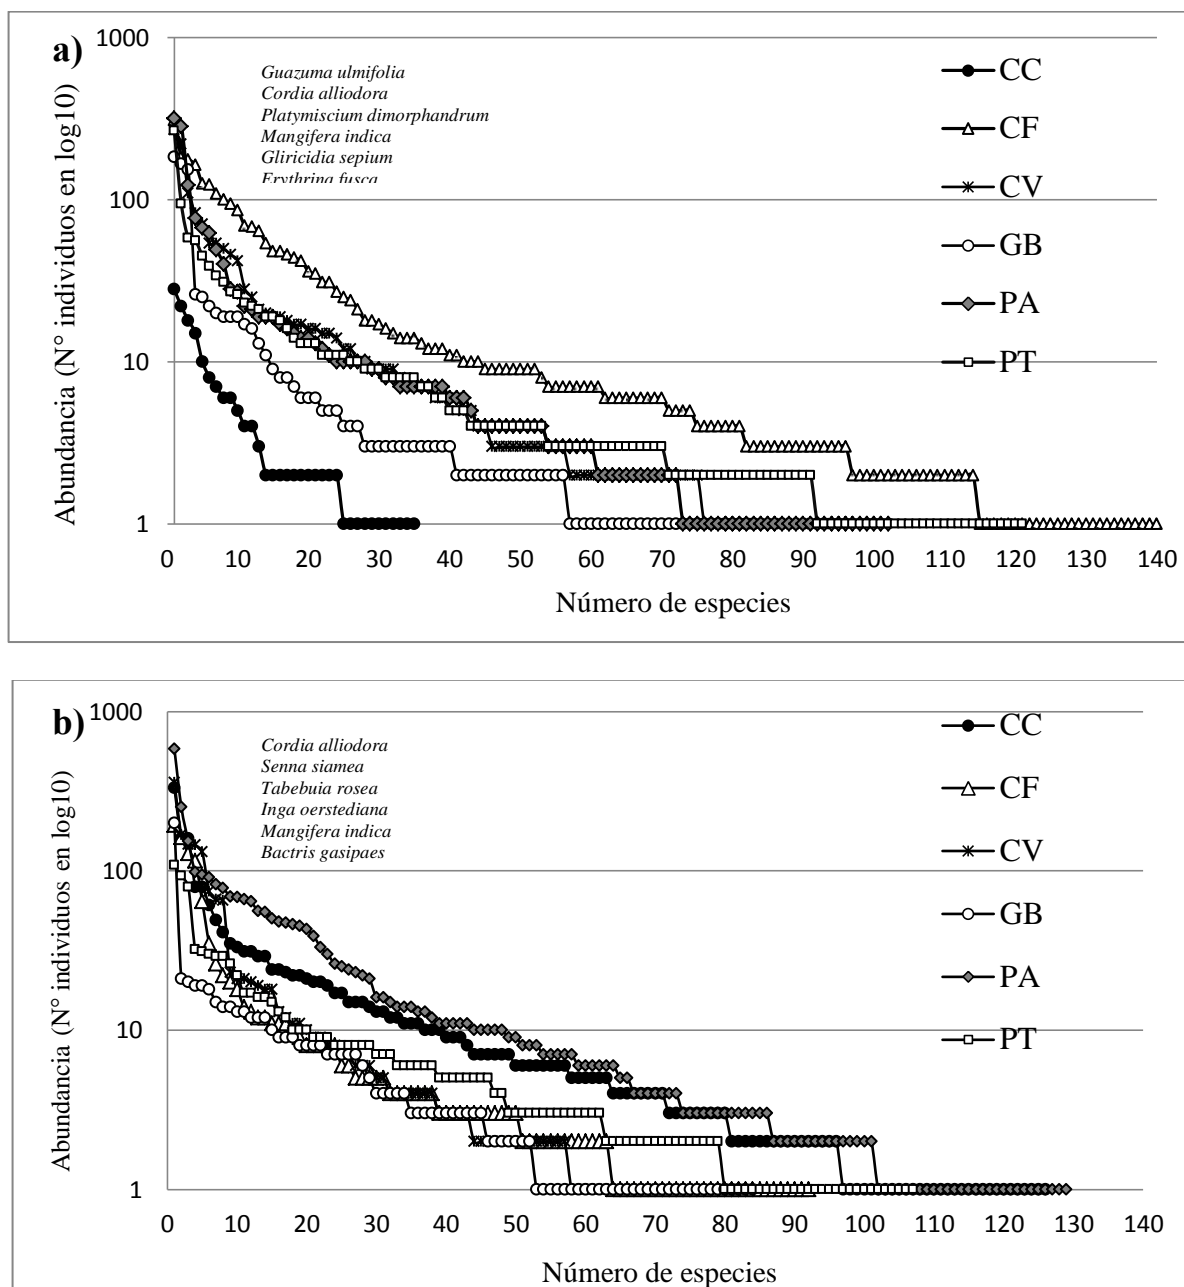 a)
1000
100
10
1
Abundancia (N° individuos en log10)
Guazuma ulmifolia
Cordia alliodora
Platymiscium dimorphandrum
Mangifera indica
Gliricidia sepium
Erythrina fusca
CC
CF
CV
GB
PA
PT
0 10 20 30 40 50 60 70 80 90 100 110 120 130 140
Número de especies
b)
1000
100
10
1
Abundancia (N° individuos en log10)
Cordia alliodora
Senna siamea
Tabebuia rosea
Inga oerstediana
Mangifera indica
Bactris gasipaes
CC
CF
CV
GB
PA
PT
0 10 20 30 40 50 60 70 80 90 100 110 120 130 140
Número de especies